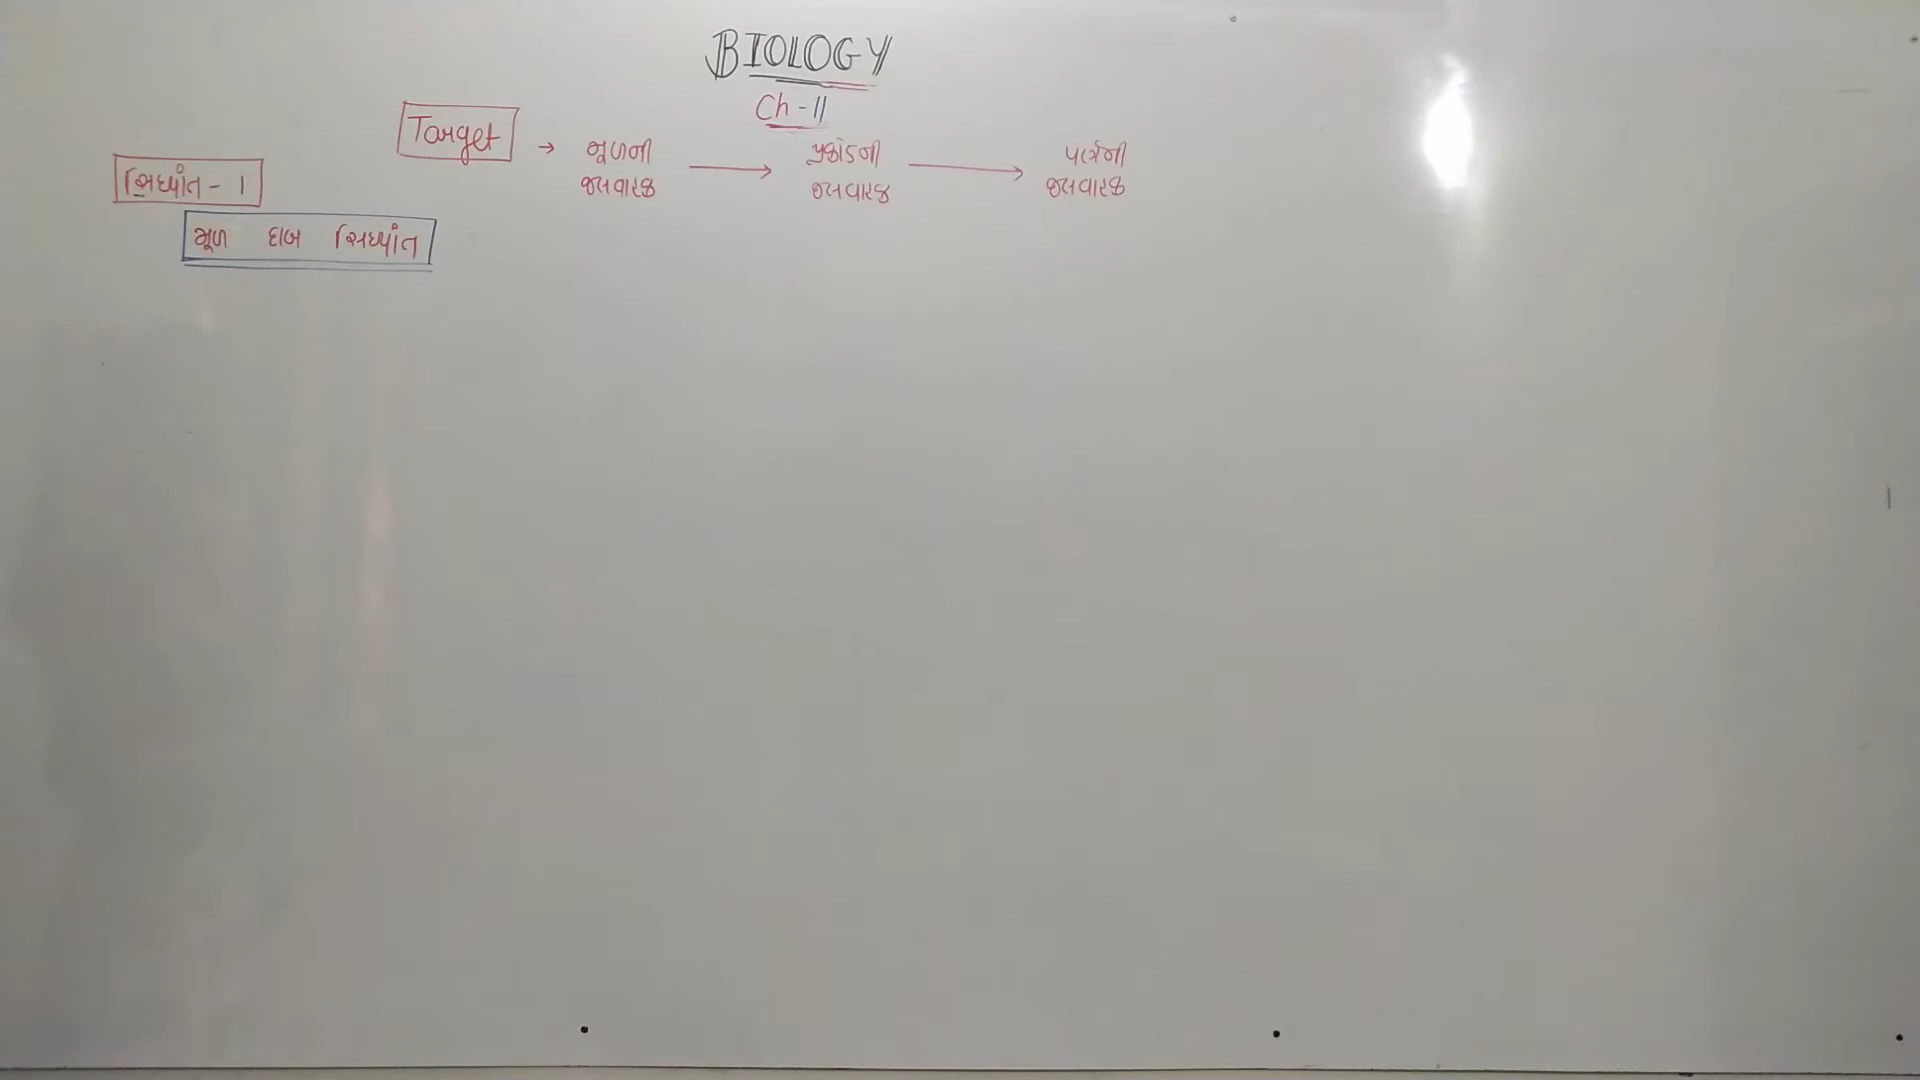 BIOLOGY
Ch - 11
Target → મૂળની જલવાહક → પ્રકાંડની જલવાહક → પર્ણની જલવાહક
સિધ્ધાંત - 1
મૂળ દાબ સિધ્ધાંત